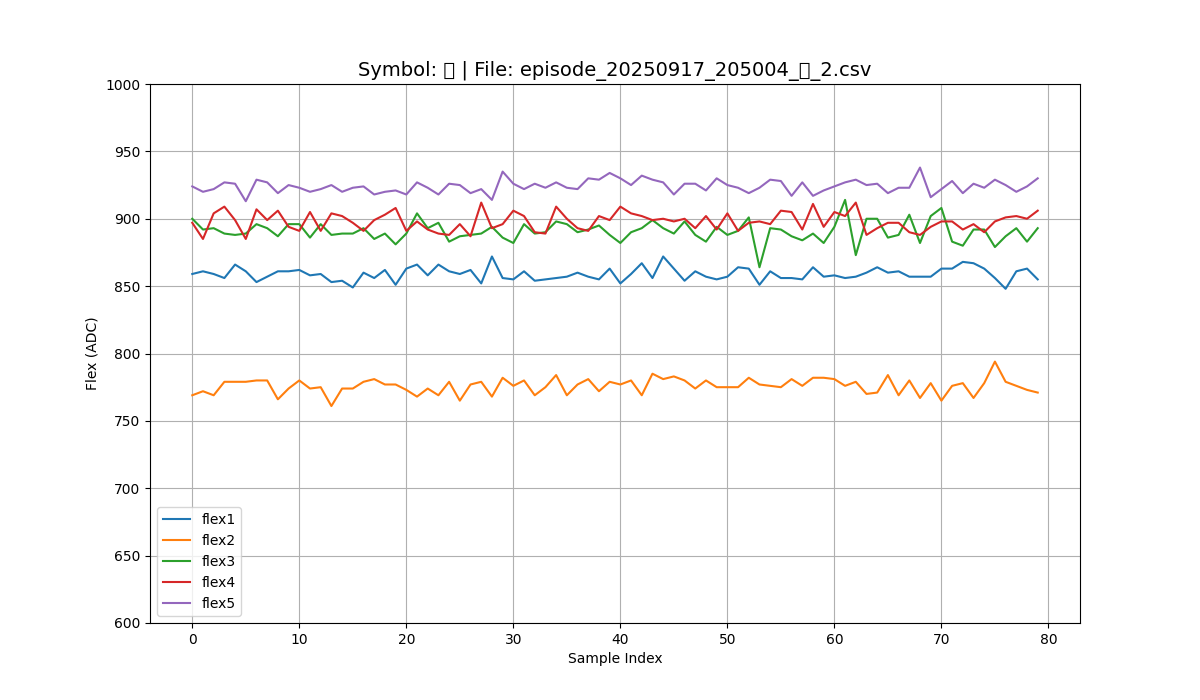 Symbol: | File: episode_20250917_205004__2.csv
1000
950
900
850
800
750
700
650
600
Flex (ADC)
flex1
flex2
flex3
flex4
flex5
0 10 20 30 40 50 60 70 80
Sample Index